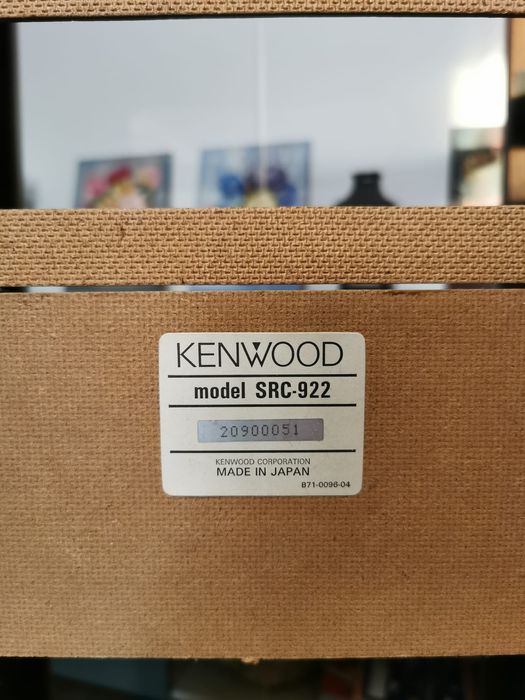 KENWOOD
model SRC-922
20900051
KENWOOD CORPORATION
MADE IN JAPAN
B71-0096-04